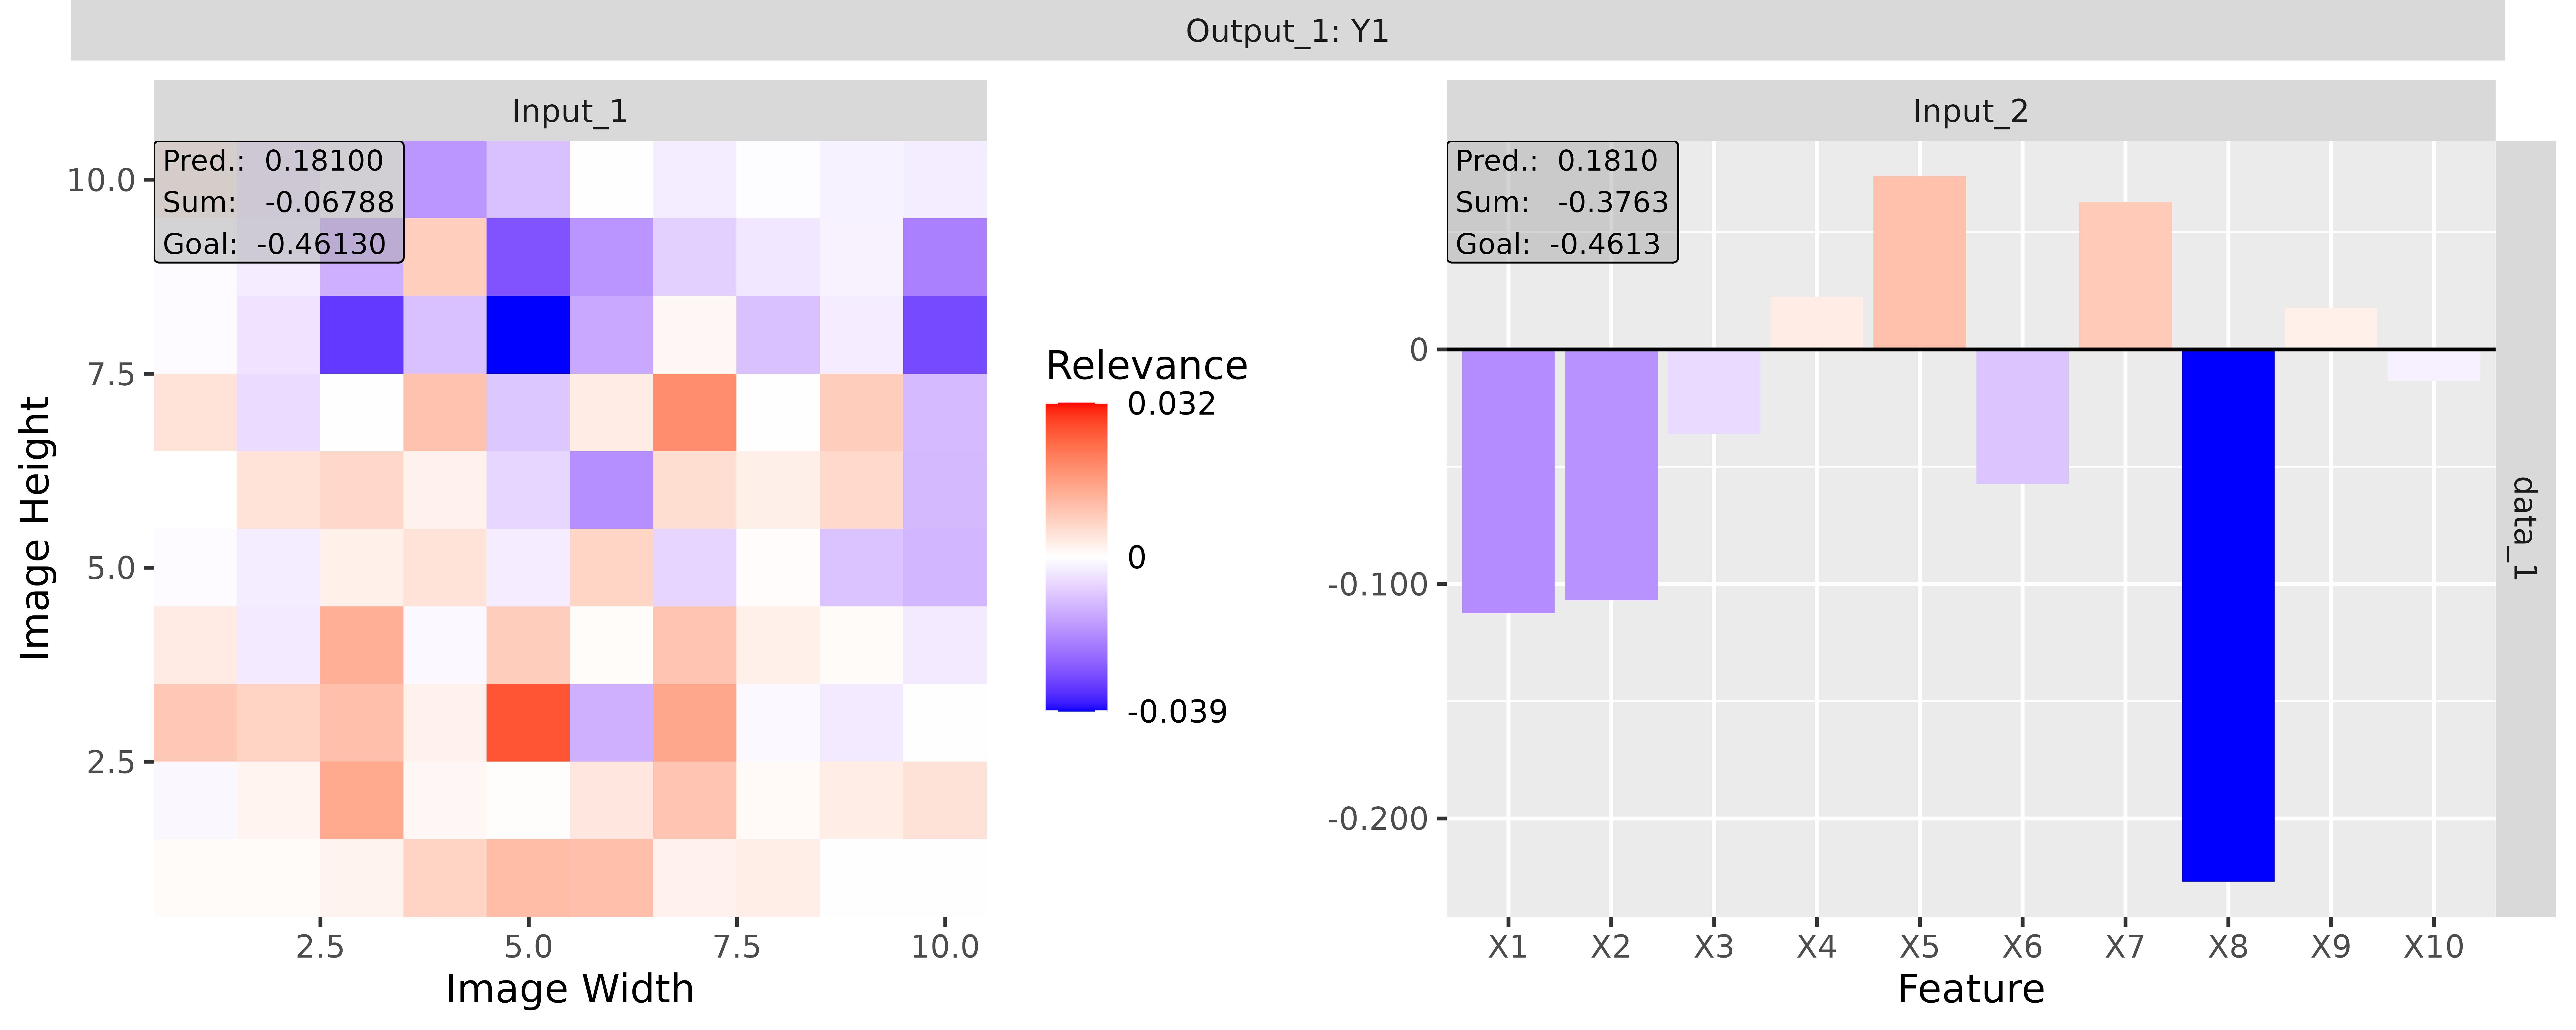 Output_1: Y1
Input_1
Input_2
Pred.: 0.18100
Sum: -0.06788
Goal: -0.46130
Pred.: 0.1810
Sum: -0.3763
Goal: -0.4613
10.0
7.5
5.0
2.5
Image Height
2.5 5.0 7.5 10.0
Image Width
Relevance
0.032
0
-0.039
0
-0.100
-0.200
X1 X2 X3 X4 X5 X6 X7 X8 X9 X10
Feature
data_1